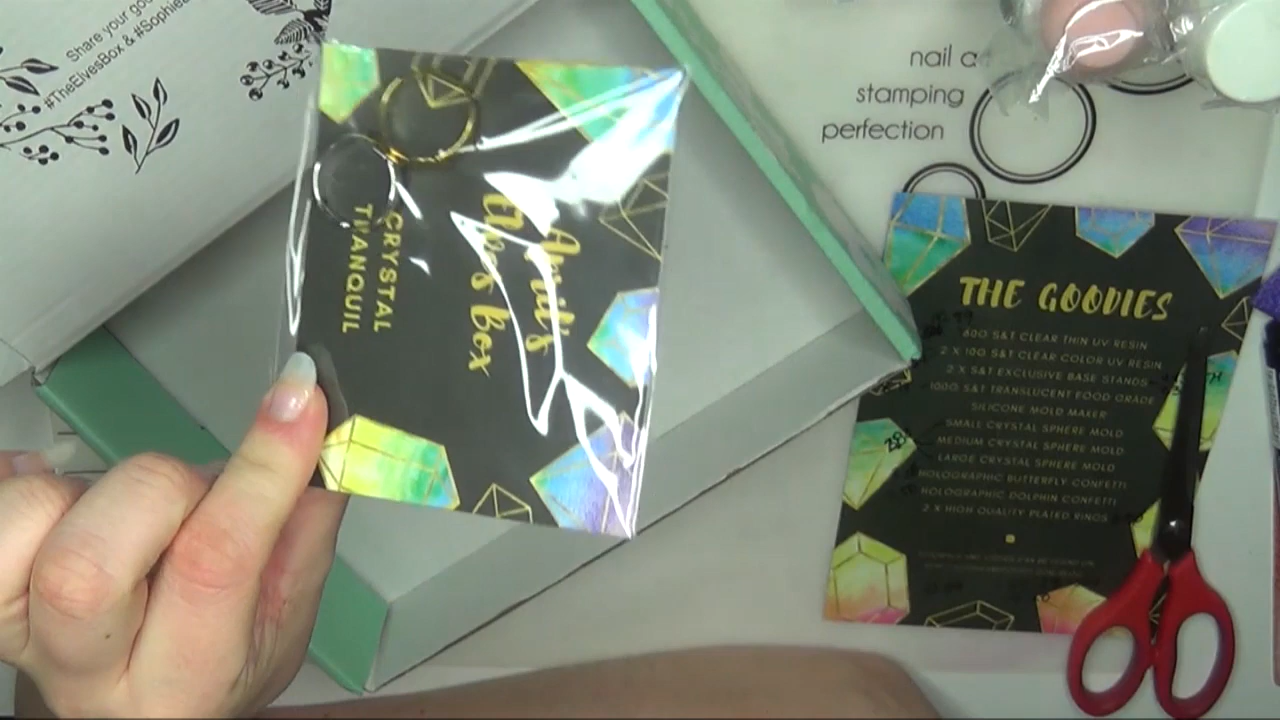 Share your goo
#TheElvesBox & #Sophie
April's
Elves box
CRYSTAL
TRANQUIL
nail a
stamping
perfection
THE GOODIES
60G S&T CLEAR THIN UV RESIN
2 X 10G S&T CLEAR COLOR UV RESIN
2 X S&T EXCLUSIVE BASE STANDS
100G S&T TRANSLUCENT FOOD GRADE
SILICONE MOLD MAKER
SMALL CRYSTAL SPHERE MOLD
MEDIUM CRYSTAL SPHERE MOLD
LARGE CRYSTAL SPHERE MOLD
HOLOGRAPHIC BUTTERFLY CONFETTI
HOLOGRAPHIC DOLPHIN CONFETTI
2 X HIGH QUALITY PLATED RINGS